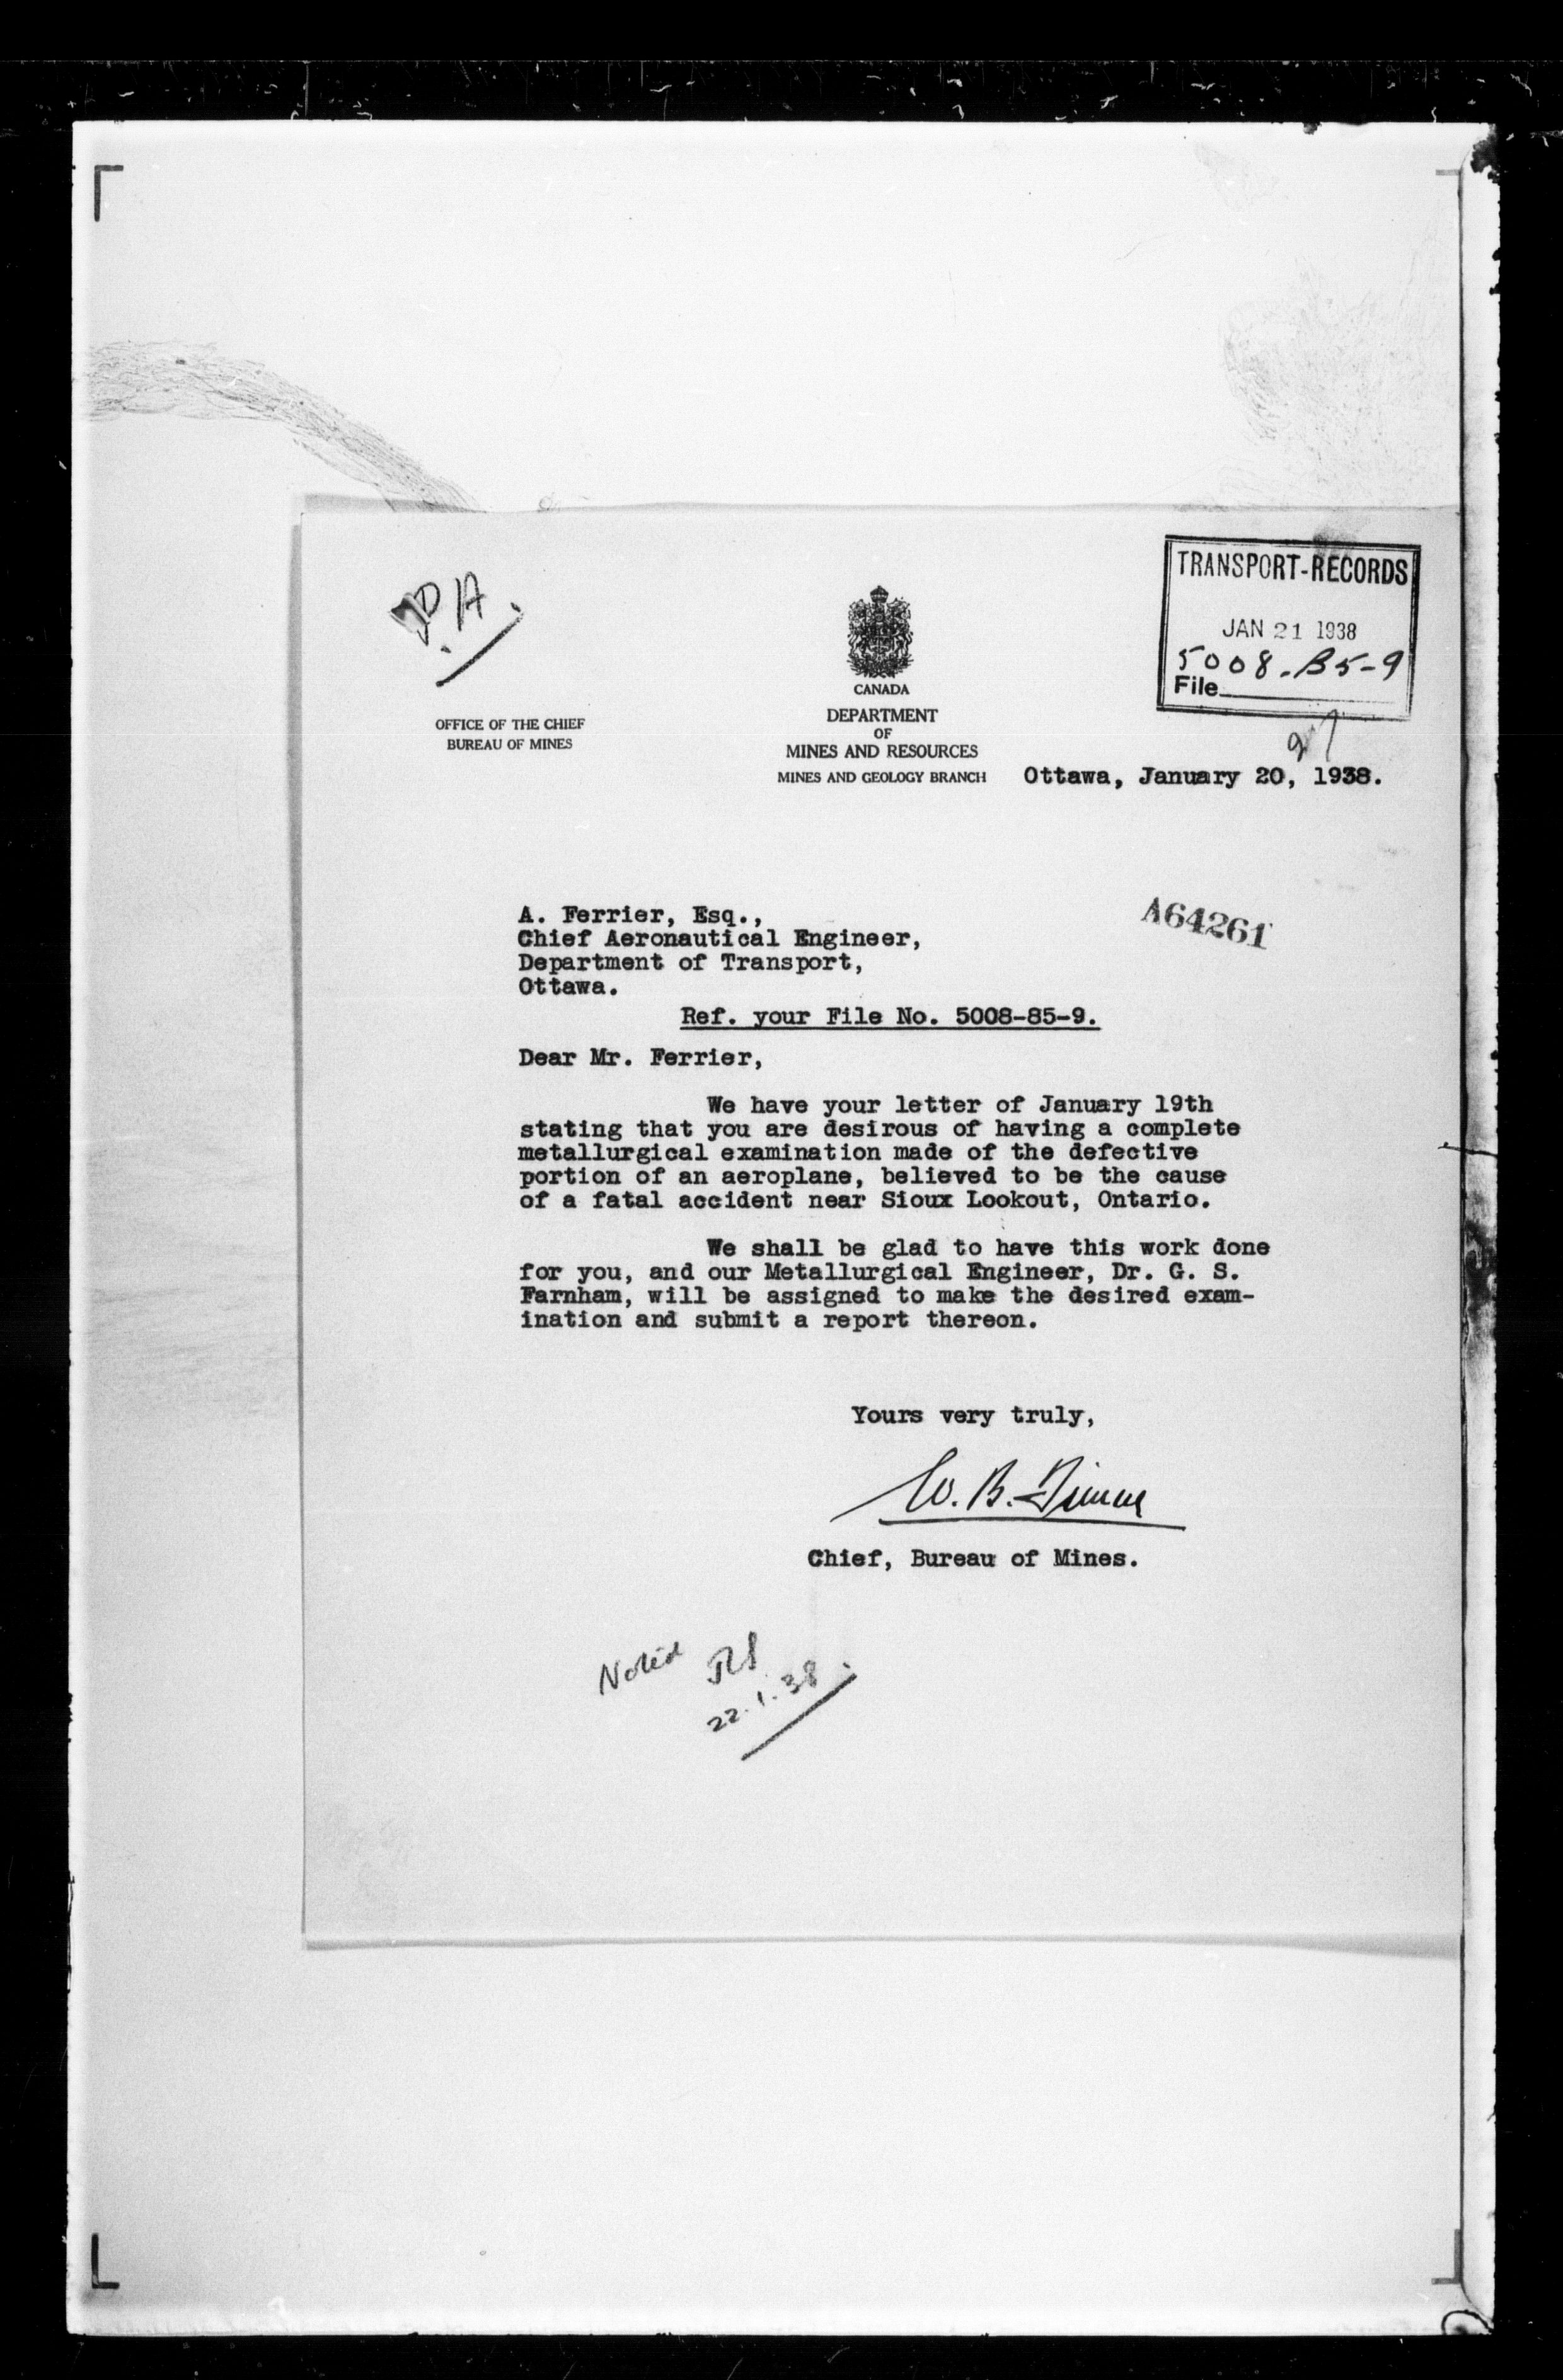 P.A.
TRANSPORT-RECORDS
JAN 21 1938
5008-B5-9
File
CANADA
DEPARTMENT
OF
MINES AND RESOURCES
MINES AND GEOLOGY BRANCH
OFFICE OF THE CHIEF
BUREAU OF MINES
Ottawa, January 20, 1938.
A64261
A. Ferrier, Esq.,
Chief Aeronautical Engineer,
Department of Transport,
Ottawa.
Ref. your File No. 5008-85-9.
Dear Mr. Ferrier,
We have your letter of January 19th
stating that you are desirous of having a complete
metallurgical examination made of the defective
portion of an aeroplane, believed to be the cause
of a fatal accident near Sioux Lookout, Ontario.
We shall be glad to have this work done
for you, and our Metallurgical Engineer, Dr. G. S.
Farnham, will be assigned to make the desired exam-
ination and submit a report thereon.
Yours very truly,
W. B. Timm
Chief, Bureau of Mines.
Noted
22.1.38